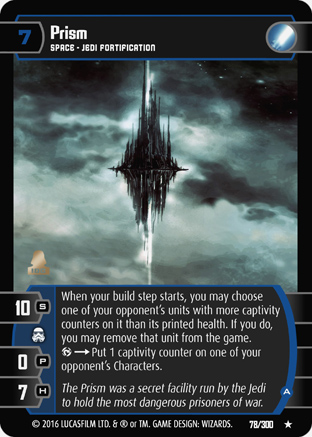 7 Prism
SPACE - JEDI FORTIFICATION
10 S
0 P
7 H
When your build step starts, you may choose
one of your opponent's units with more captivity
counters on it than its printed health. If you do,
you may remove that unit from the game.
Put 1 captivity counter on one of your
opponent's Characters.
The Prism was a secret facility run by the Jedi
to hold the most dangerous prisoners of war.
A
© 2016 LUCASFILM LTD. & ® or TM. GAME DESIGN: WIZARDS.
78/300